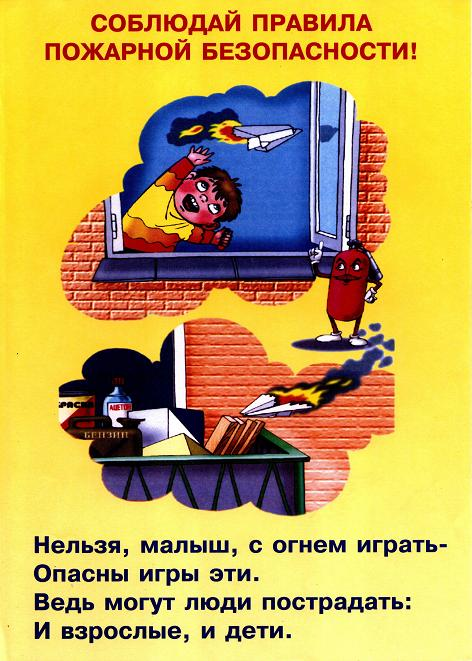 СОБЛЮДАЙ ПРАВИЛА
ПОЖАРНОЙ БЕЗОПАСНОСТИ!
КРАСКА
АЦЕТОН
БЕНЗИН
Нельзя, малыш, с огнем играть-
Опасны игры эти.
Ведь могут люди пострадать:
И взрослые, и дети.